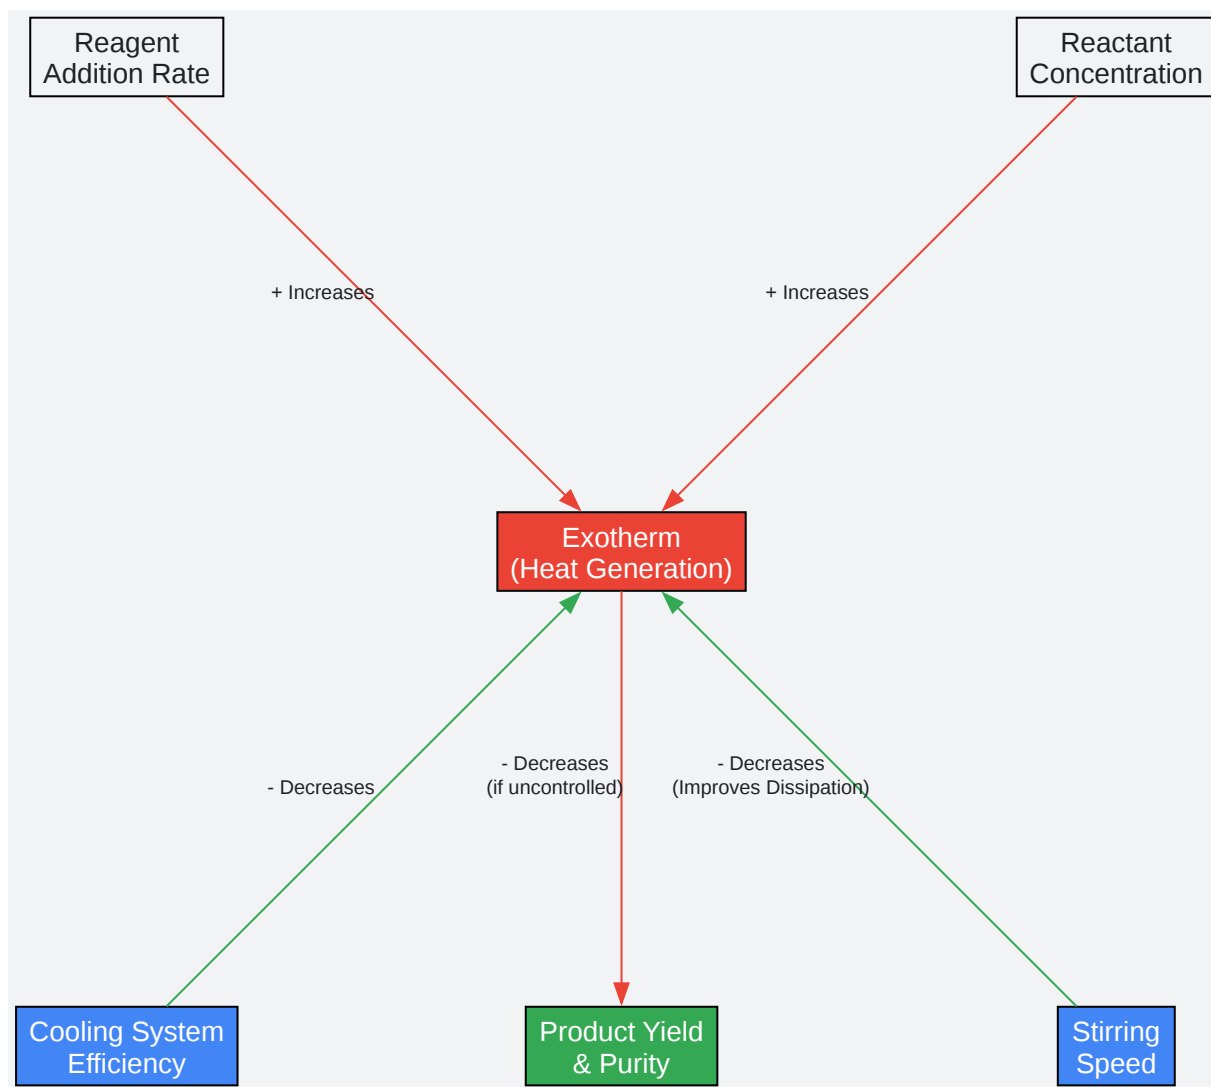 Reagent
Addition Rate
Reactant
Concentration
+ Increases
+ Increases
Exotherm
(Heat Generation)
- Decreases
- Decreases
(if uncontrolled)
- Decreases
(Improves Dissipation)
Cooling System
Efficiency
Product Yield
& Purity
Stirring
Speed